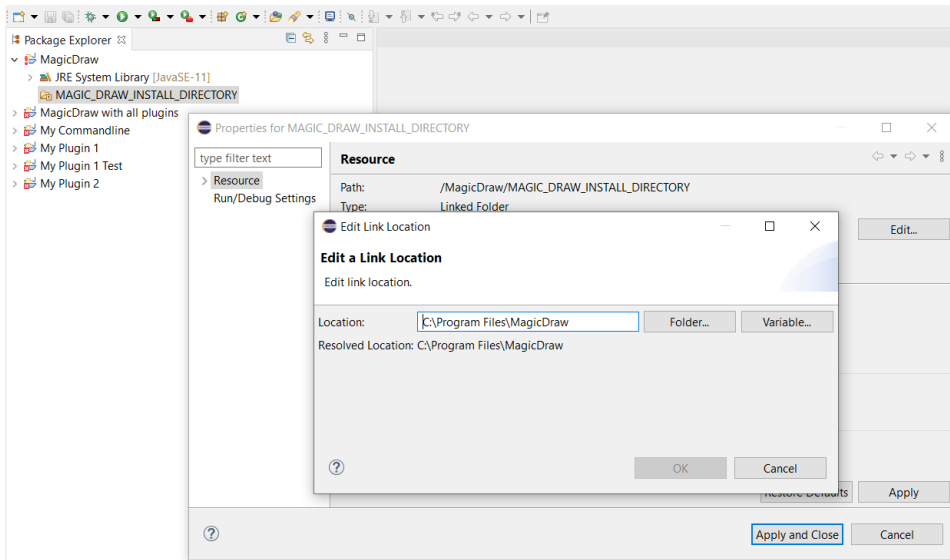 Package Explorer
MagicDraw
JRE System Library [JavaSE-11]
MAGIC_DRAW_INSTALL_DIRECTORY
MagicDraw with all plugins
My Commandline
My Plugin 1
My Plugin 1 Test
My Plugin 2
Properties for MAGIC_DRAW_INSTALL_DIRECTORY
type filter text
Resource
Run/Debug Settings
Resource
Path: /MagicDraw/MAGIC_DRAW_INSTALL_DIRECTORY
Type: Linked Folder
Edit...
Edit Link Location
Edit a Link Location
Edit link location.
Location: C:\Program Files\MagicDraw Folder... Variable...
Resolved Location: C:\Program Files\MagicDraw
OK Cancel
Restore Defaults Apply
Apply and Close Cancel